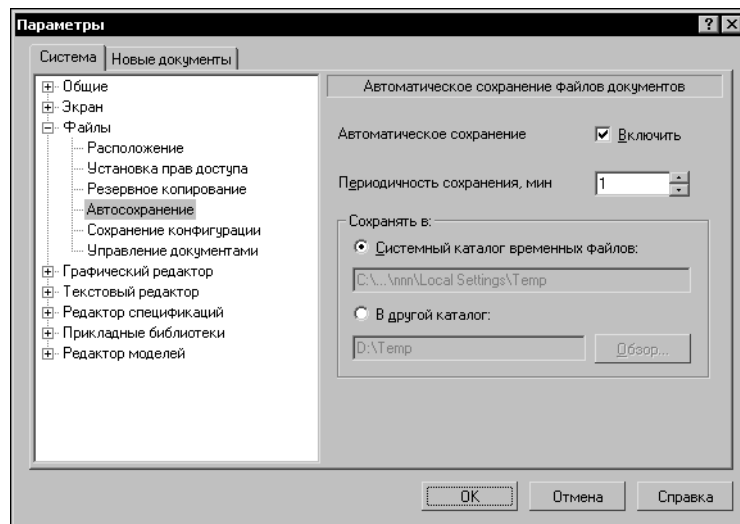 Параметры
Система
Новые документы
Общие
Экран
Файлы
Расположение
Установка прав доступа
Резервное копирование
Автосохранение
Сохранение конфигурации
Управление документами
Графический редактор
Текстовый редактор
Редактор спецификаций
Прикладные библиотеки
Редактор моделей
Автоматическое сохранение файлов документов
Автоматическое сохранение
Включить
Периодичность сохранения, мин
1
Сохранять в:
Системный каталог временных файлов:
C:\...\nnn\Local Settings\Temp
В другой каталог:
D:\Temp
Обзор...
OK
Отмена
Справка